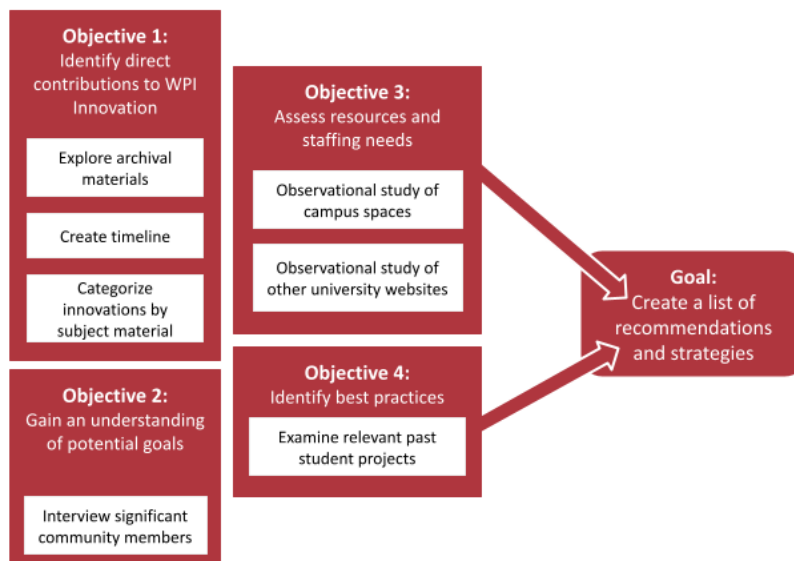 Objective 1:
Identify direct
contributions to WPI
Innovation
Explore archival
materials
Create timeline
Categorize
innovations by
subject material
Objective 2:
Gain an understanding
of potential goals
Interview significant
community members
Objective 3:
Assess resources and
staffing needs
Observational study of
campus spaces
Observational study of
other university websites
Objective 4:
Identify best practices
Examine relevant past
student projects
Goal:
Create a list of
recommendations
and strategies